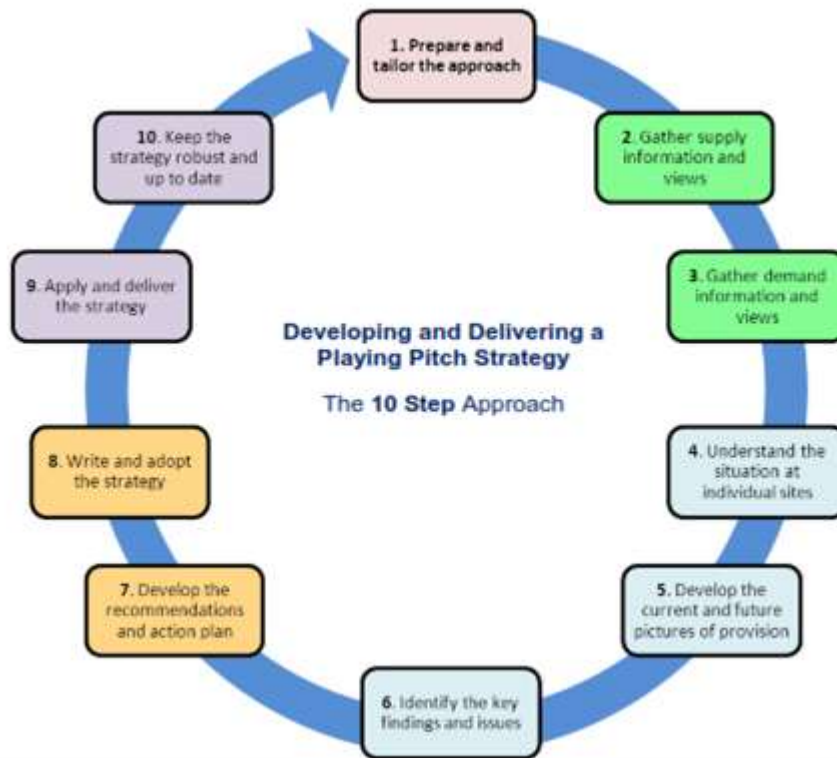 1. Prepare and
tailor the approach
2. Gather supply
information and
views
3. Gather demand
information and
views
4. Understand the
situation at
individual sites
5. Develop the
current and future
pictures of provision
6. Identify the key
findings and issues
7. Develop the
recommendations
and action plan
8. Write and adopt
the strategy
9. Apply and deliver
the strategy
10. Keep the
strategy robust and
up to date
Developing and Delivering a
Playing Pitch Strategy
The 10 Step Approach